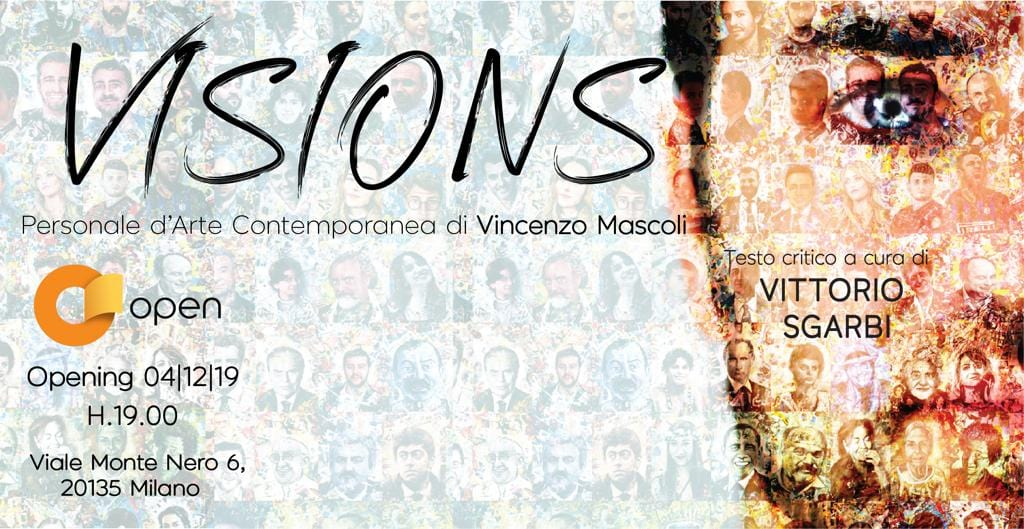 VISIONS
Personale d'Arte Contemporanea di Vincenzo Mascoli
open
Opening 04|12|19
H.19.00
Viale Monte Nero 6,
20135 Milano
Testo critico a cura di
VITTORIO
SGARBI